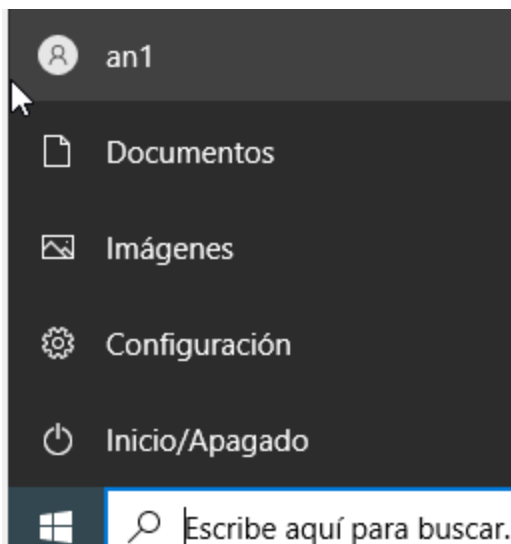 an1
Documentos
Imágenes
Configuración
Inicio/Apagado
Escribe aquí para buscar.